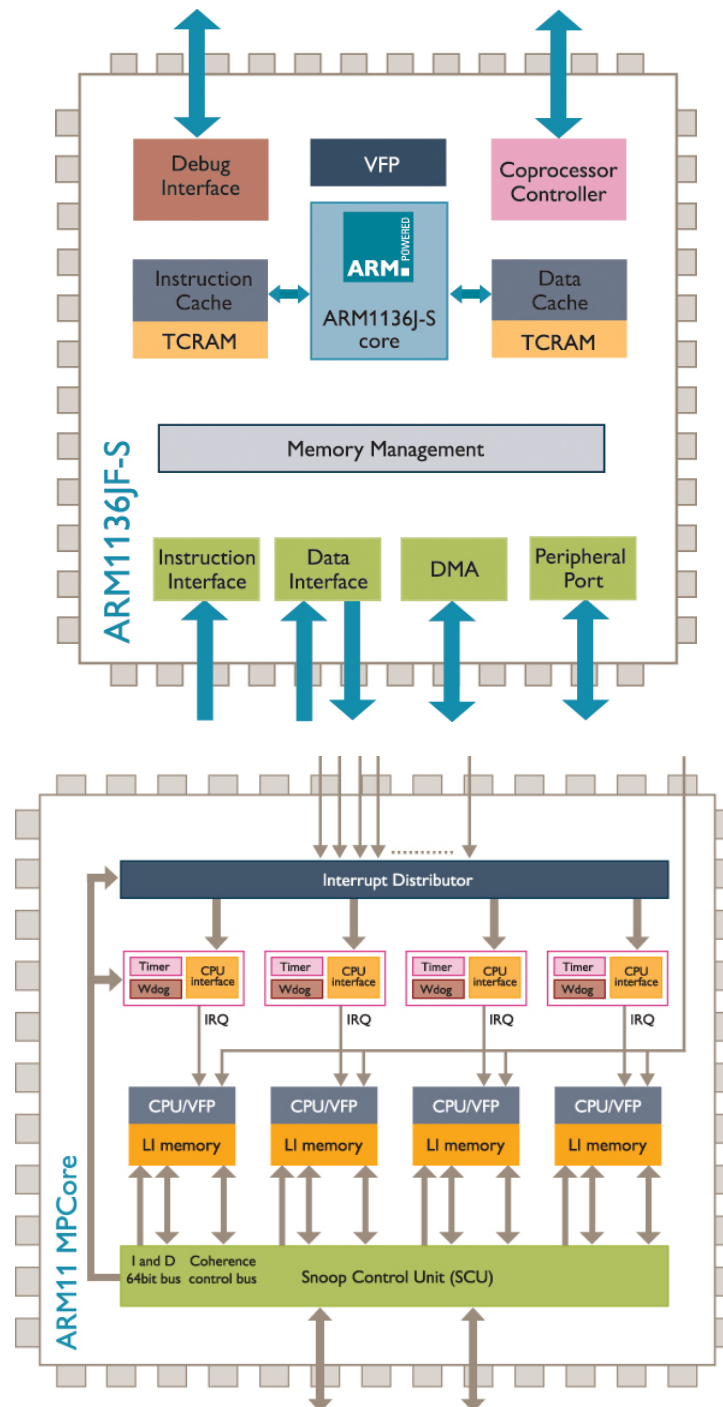 Debug
Interface
VFP
Coprocessor
Controller
ARM POWERED
ARM1136J-S
core
Instruction
Cache
TCRAM
Data
Cache
TCRAM
Memory Management
ARM1136JF-S
Instruction
Interface
Data
Interface
DMA
Peripheral
Port
Interrupt Distributor
Timer
Wdog
CPU
interface
Timer
Wdog
CPU
interface
Timer
Wdog
CPU
interface
Timer
Wdog
CPU
interface
IRQ
IRQ
IRQ
IRQ
CPU/VFP
LI memory
CPU/VFP
LI memory
CPU/VFP
LI memory
CPU/VFP
LI memory
ARM11 MPCore
I and D
64bit bus
Coherence
control bus
Snoop Control Unit (SCU)